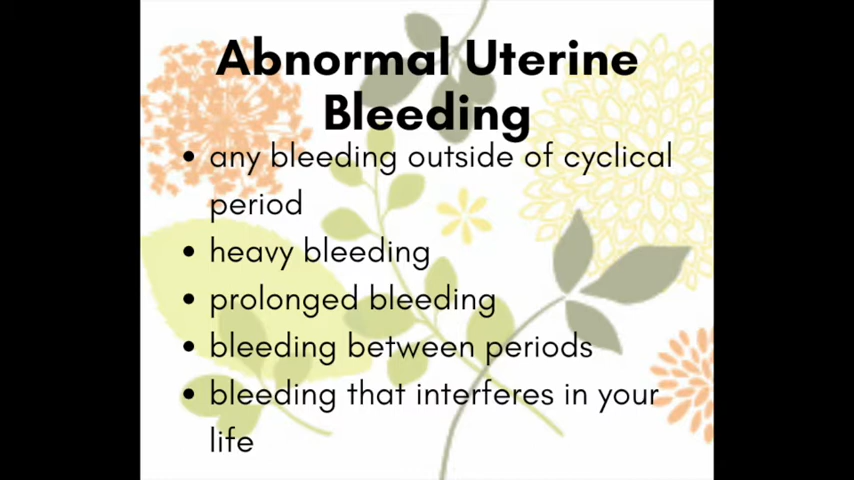 Abnormal Uterine
Bleeding
• any bleeding outside of cyclical
period
• heavy bleeding
• prolonged bleeding
• bleeding between periods
• bleeding that interferes in your
life